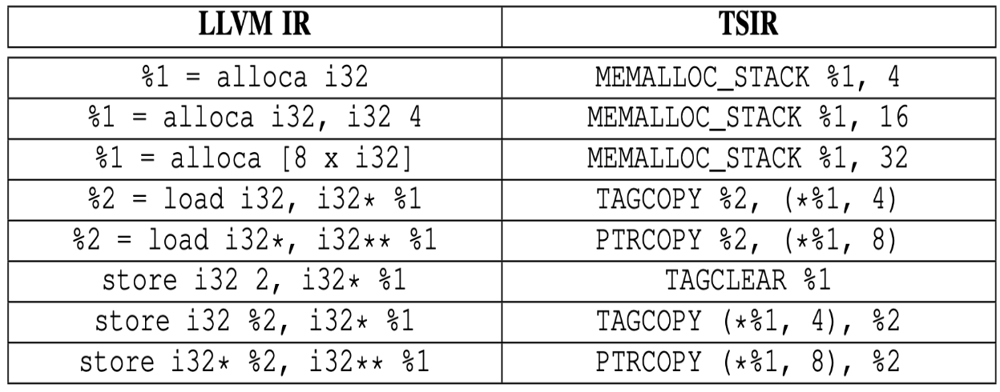 LLVM IR TSIR
%1 = alloca i32 MEMALLOC_STACK %1, 4
%1 = alloca i32, i32 4 MEMALLOC_STACK %1, 16
%1 = alloca [8 x i32] MEMALLOC_STACK %1, 32
%2 = load i32, i32* %1 TAGCOPY %2, (*%1, 4)
%2 = load i32*, i32** %1 PTRCOPY %2, (*%1, 8)
store i32 2, i32* %1 TAGCLEAR %1
store i32 %2, i32* %1 TAGCOPY (*%1, 4), %2
store i32* %2, i32** %1 PTRCOPY (*%1, 8), %2